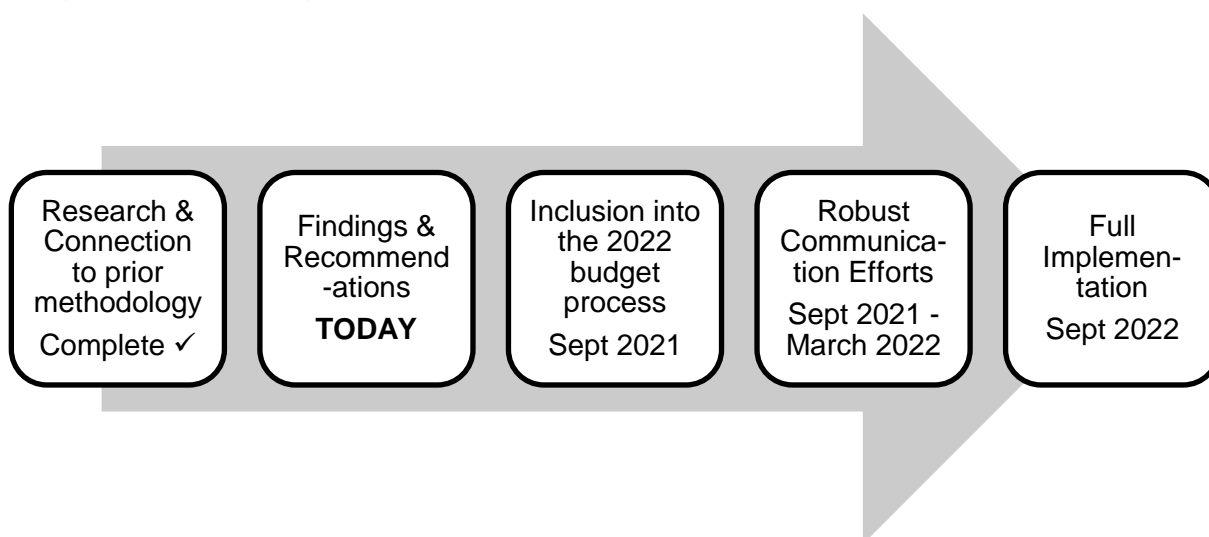 Research &
Connection
to prior
methodology
Complete ✓
Findings &
Recommend
-ations
TODAY
Inclusion into
the 2022
budget
process
Sept 2021
Robust
Communica-
tion Efforts
Sept 2021 -
March 2022
Full
Implemen-
tation
Sept 2022